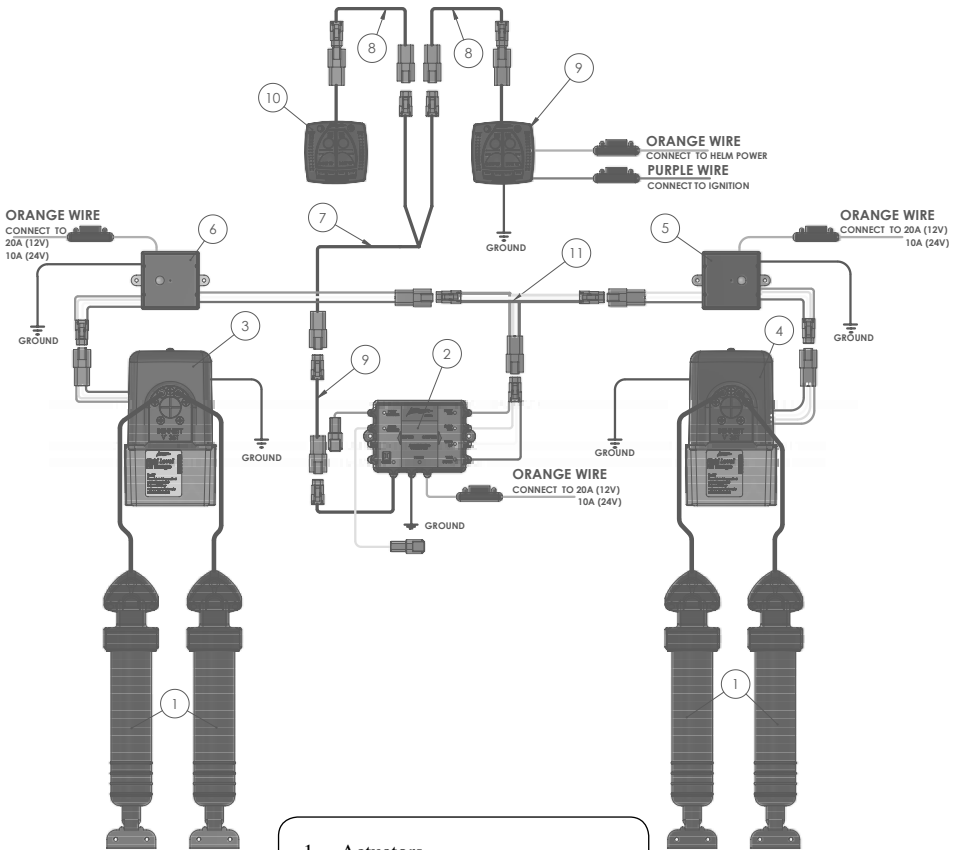 8
8
9
10
ORANGE WIRE
CONNECT TO HELM POWER
PURPLE WIRE
CONNECT TO IGNITION
ORANGE WIRE
CONNECT TO
20A (12V)
10A (24V)
6
7
GROUND
5
ORANGE WIRE
CONNECT TO 20A (12V)
10A (24V)
11
GROUND
3
9
2
4
GROUND
GROUND
GROUND
ORANGE WIRE
CONNECT TO 20A (12V)
10A (24V)
GROUND
1
1
1. Actuators